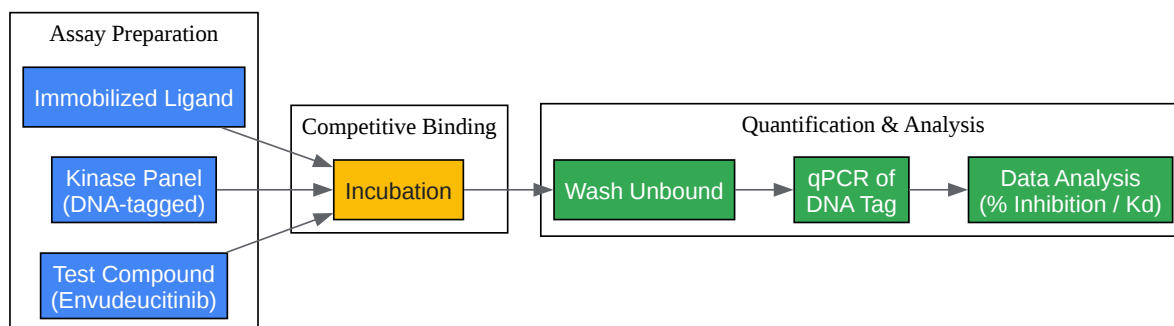 Assay Preparation
Immobilized Ligand
Kinase Panel
(DNA-tagged)
Test Compound
(Envudeucitinib)
Competitive Binding
Incubation
Quantification & Analysis
Wash Unbound
qPCR of
DNA Tag
Data Analysis
(% Inhibition / Kd)